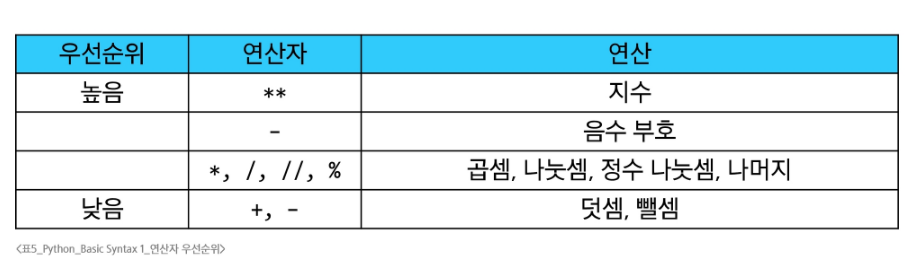 우선순위 연산자 연산
높음 ** 지수
- 음수 부호
*, /, //, % 곱셈, 나눗셈, 정수 나눗셈, 나머지
낮음 +, - 덧셈, 뺄셈
<표5_Python_Basic Syntax 1_연산자 우선순위>